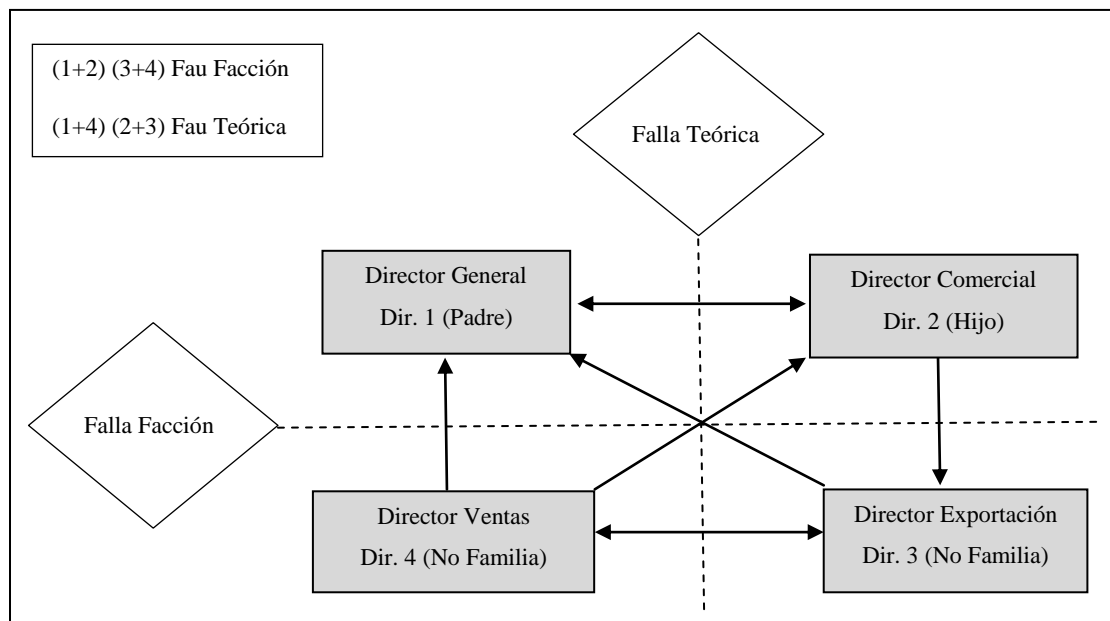 (1+2) (3+4) Fau Facción
(1+4) (2+3) Fau Teórica
Falla Teórica
Director General
Dir. 1 (Padre)
Director Comercial
Dir. 2 (Hijo)
Falla Facción
Director Ventas
Dir. 4 (No Familia)
Director Exportación
Dir. 3 (No Familia)